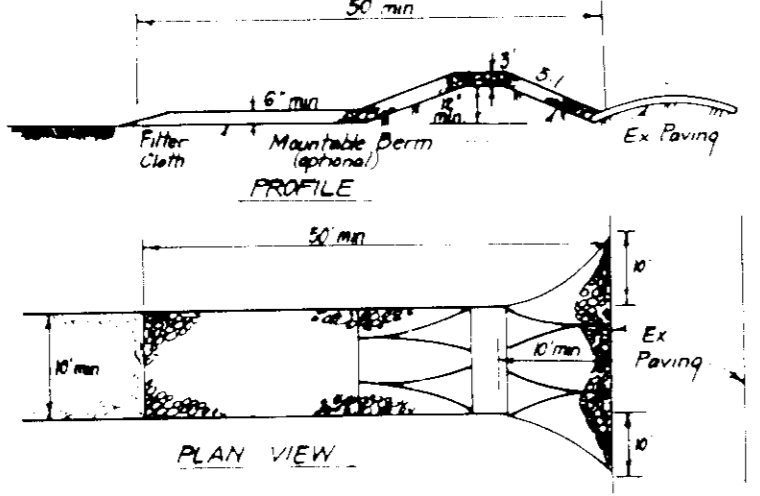 50 min
3'
5:1
6" min
12"
min
Filter
Cloth
Mountable Berm
(optional)
Ex Paving
PROFILE
50' min
10'
10' min
10' min
Ex
Paving
10'
PLAN VIEW